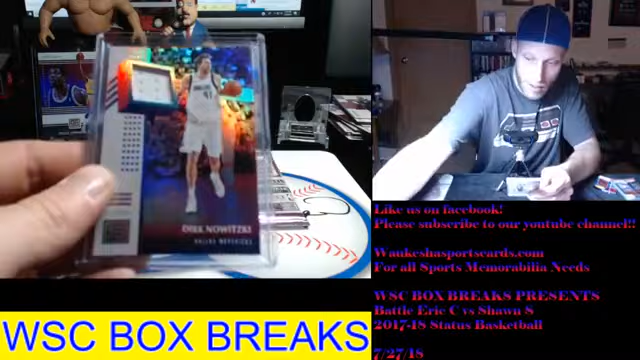 41
DIRK NOWITZKI
DALLAS MAVERICKS
WSC BOX BREAKS
Like us on facebook!
Please subscribe to our youtube channel!!
Waukeshasportscards.com
For all Sports Memorabilia Needs
WSC BOX BREAKS PRESENTS
Battle Eric C vs Shawn S
2017-18 Status Basketball
7/27/18